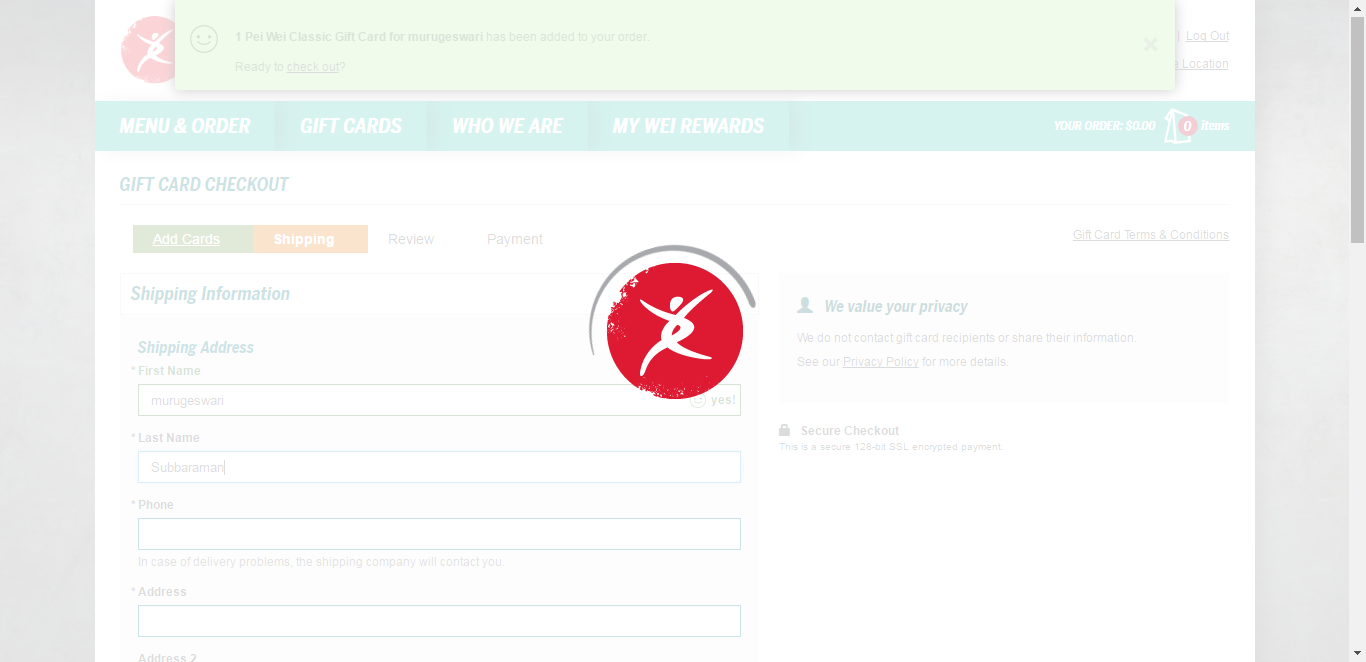 1 Pei Wei Classic Gift Card for murugeswari has been added to your order.
Ready to check out?
| Log Out
Location
MENU & ORDER
GIFT CARDS
WHO WE ARE
MY WEI REWARDS
YOUR ORDER: $0.00 0 items
GIFT CARD CHECKOUT
Add Cards
Shipping
Review
Payment
Gift Card Terms & Conditions
Shipping Information
Shipping Address
* First Name
murugeswari
yes!
* Last Name
Subbaraman
* Phone
In case of delivery problems, the shipping company will contact you.
* Address
Address 2
We value your privacy
We do not contact gift card recipients or share their information.
See our Privacy Policy for more details.
Secure Checkout
This is a secure 128-bit SSL encrypted payment.